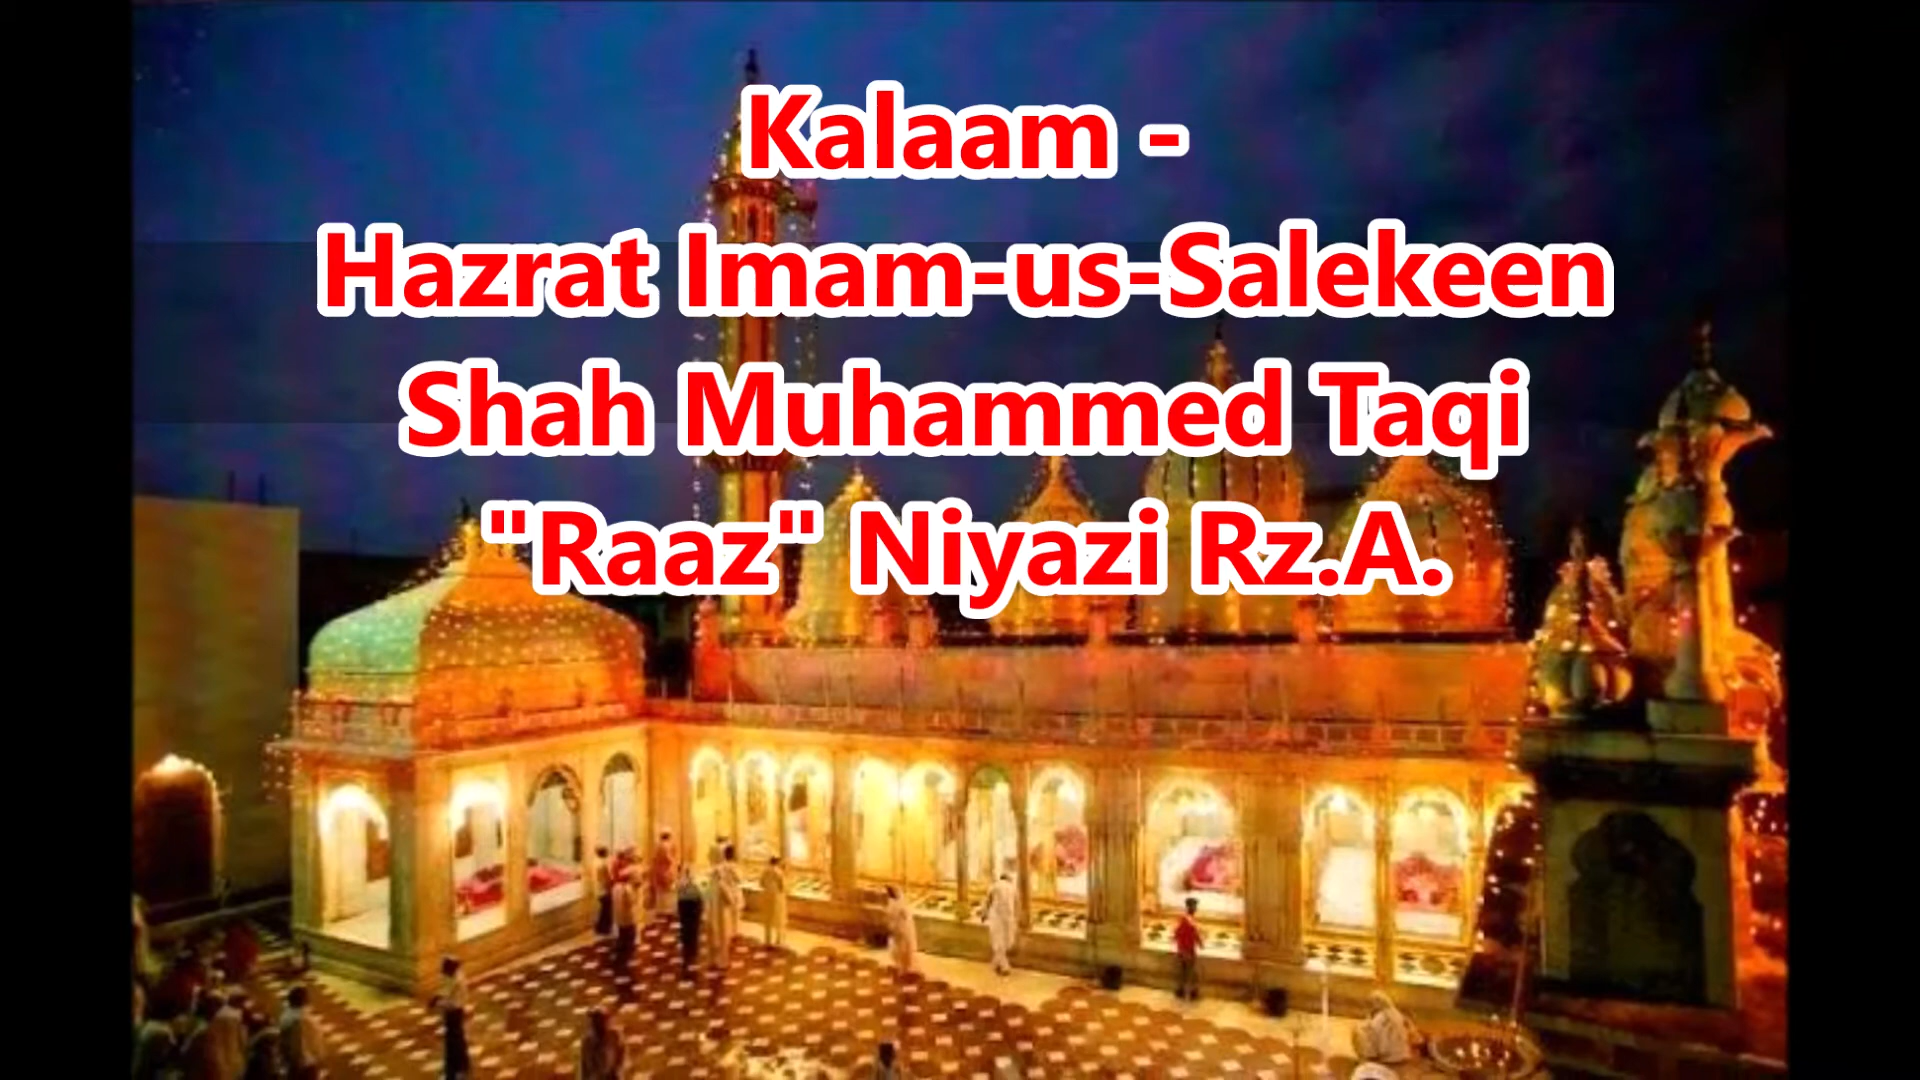 Kalaam -
Hazrat Imam-us-Salekeen
Shah Muhammed Taqi
"Raaz" Niyazi Rz.A.